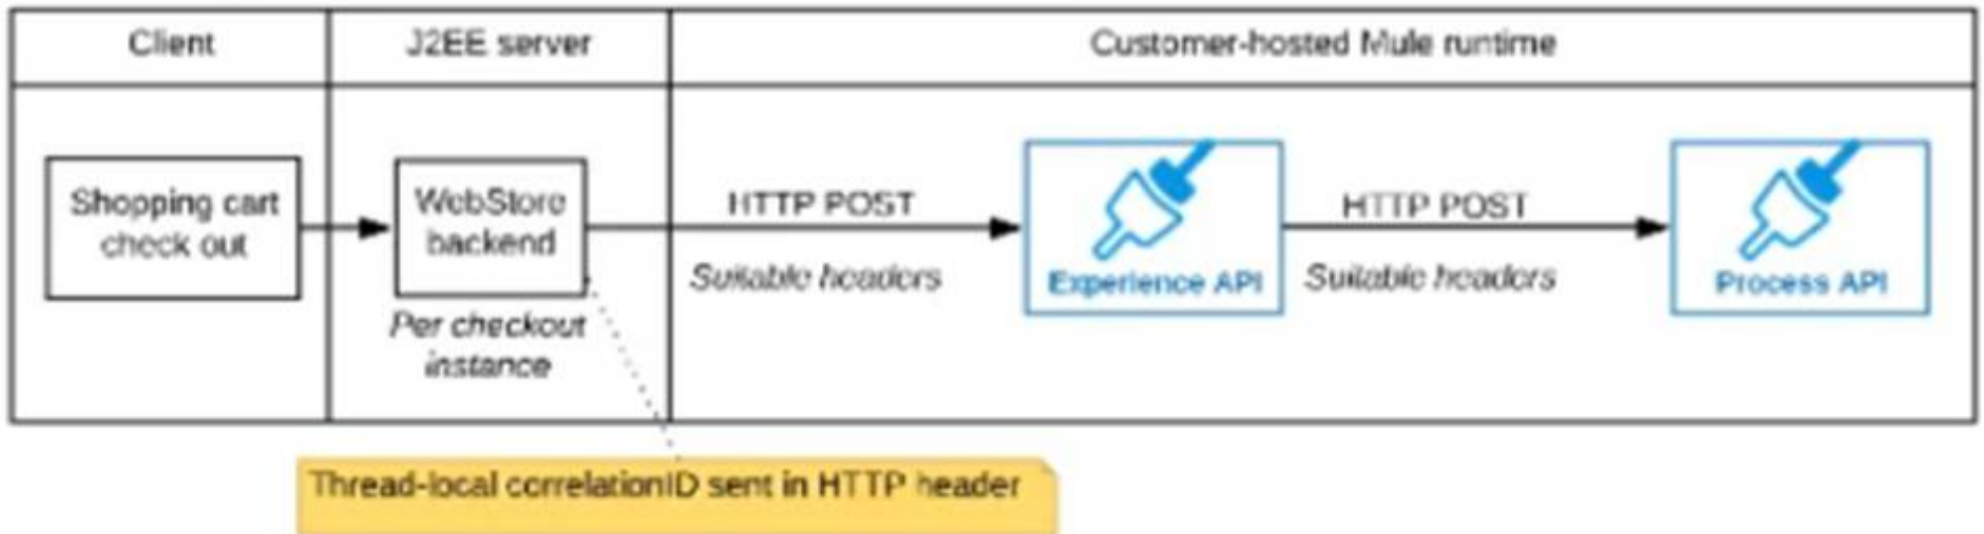 Client
J2EE server
Customer-hosted Mule runtime
Shopping cart
check out
WebStore
backend
Per checkout
instance
HTTP POST
Suitable headers
Experience API
HTTP POST
Suitable headers
Process API
Thread-local correlationID sent in HTTP header